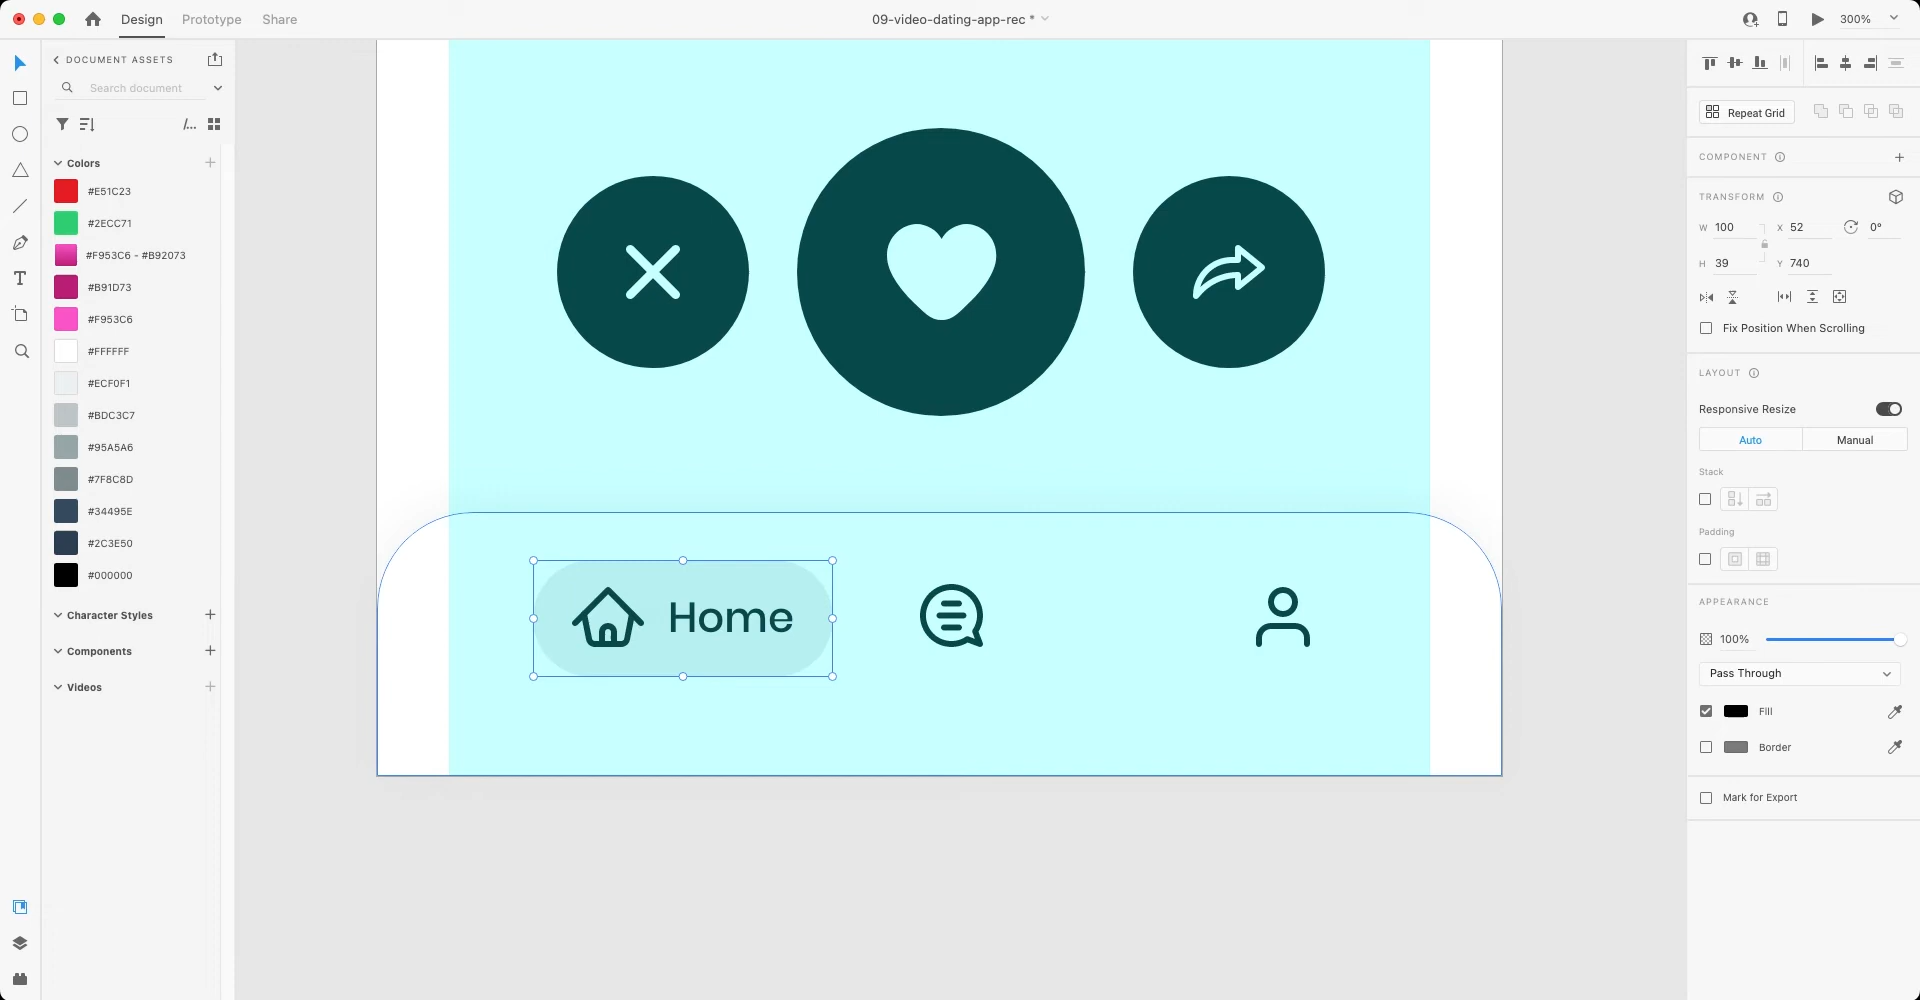 Design
Prototype
Share
09-video-dating-app-rec *
300%
DOCUMENT ASSETS
Search document
/...
Colors
#E51C23
#2ECC71
#F953C6 - #B92073
#B91D73
#F953C6
#FFFFFF
#ECF0F1
#BDC3C7
#95A5A6
#7F8C8D
#34495E
#2C3E50
#000000
Character Styles
Components
Videos
Home
Repeat Grid
COMPONENT
TRANSFORM
W 100 X 52 0°
H 39 Y 740
Fix Position When Scrolling
LAYOUT
Responsive Resize
Auto Manual
Stack
Padding
APPEARANCE
100%
Pass Through
Fill
Border
Mark for Export